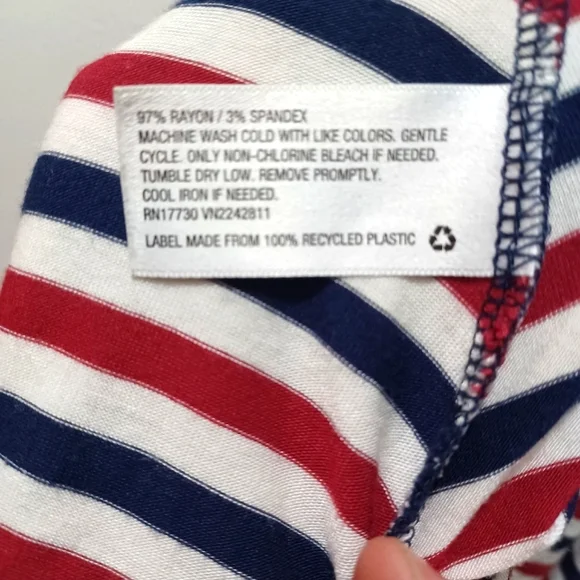 97% RAYON / 3% SPANDEX
MACHINE WASH COLD WITH LIKE COLORS. GENTLE
CYCLE. ONLY NON-CHLORINE BLEACH IF NEEDED.
TUMBLE DRY LOW. REMOVE PROMPTLY.
COOL IRON IF NEEDED.
RN17730 VN2242811
LABEL MADE FROM 100% RECYCLED PLASTIC